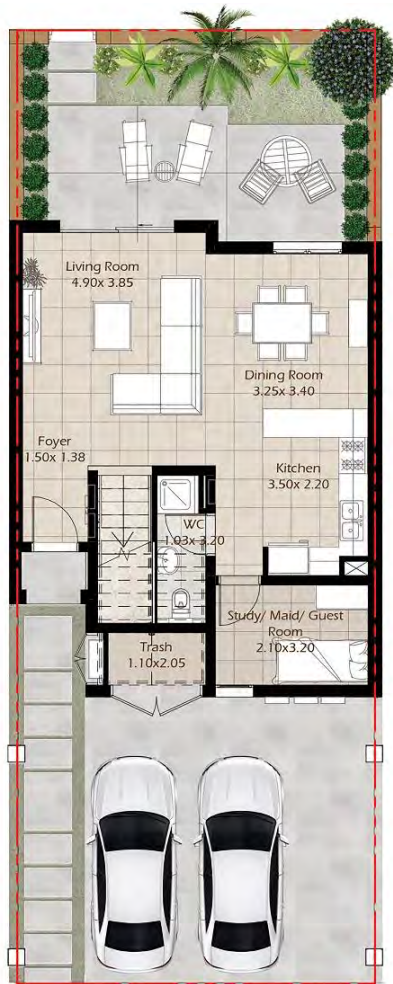 Living Room
4.90x 3.85
Dining Room
3.25x 3.40
Foyer
1.50x 1.38
Kitchen
3.50x 2.20
WC
1.03x 3.20
Study/ Maid/ Guest
Room
2.10x3.20
Trash
1.10x2.05